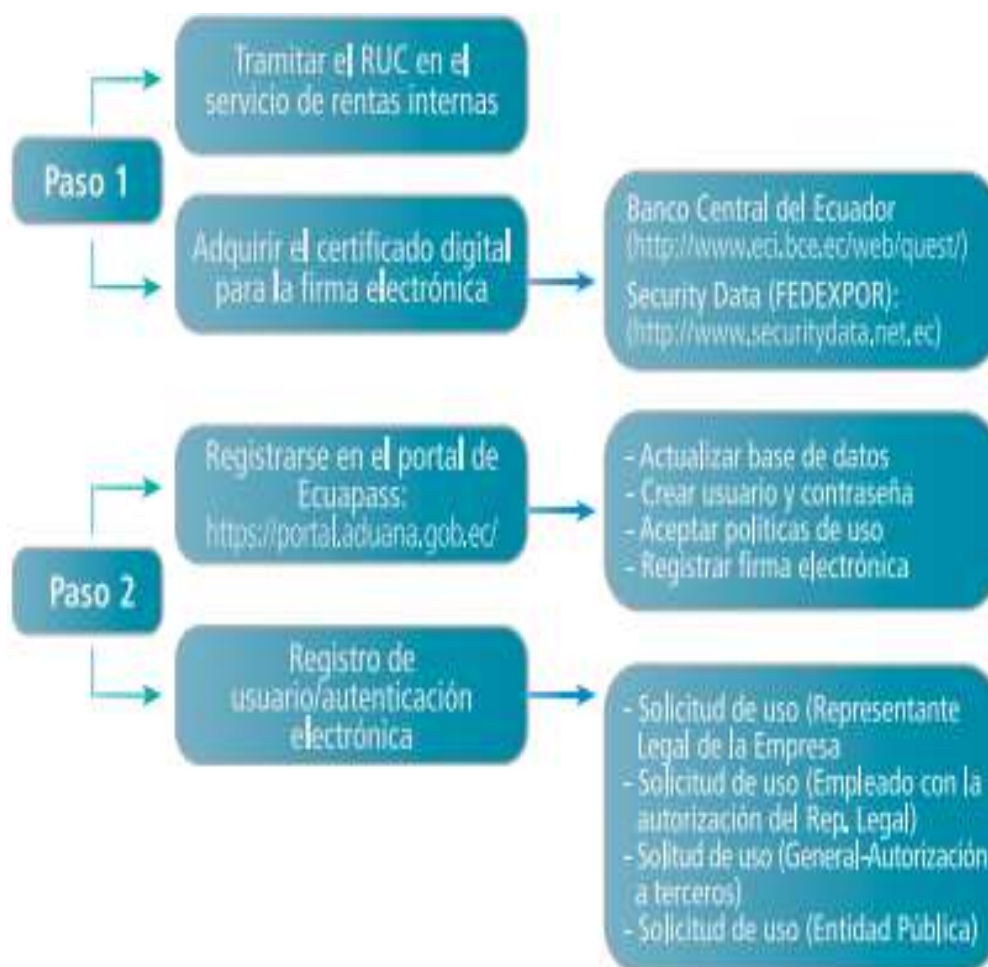 Paso 1
Tramitar el RUC en el
servicio de rentas internas
Adquirir el certificado digital
para la firma electrónica
Banco Central del Ecuador
(http://www.eci.bce.ec/web/quest/)
Security Data (FEDEXPOR):
(http://www.securitydata.net.ec)
Paso 2
Registrarse en el portal de
Ecuapass:
https://portal.aduana.gob.ec/
- Actualizar base de datos
- Crear usuario y contraseña
- Aceptar políticas de uso
- Registrar firma electrónica
Registro de
usuario/autenticación
electrónica
- Solicitud de uso (Representante
Legal de la Empresa
- Solicitud de uso (Empleado con la
autorización del Rep. Legal)
- Solitud de uso (General-Autorización
a terceros)
- Solicitud de uso (Entidad Pública)